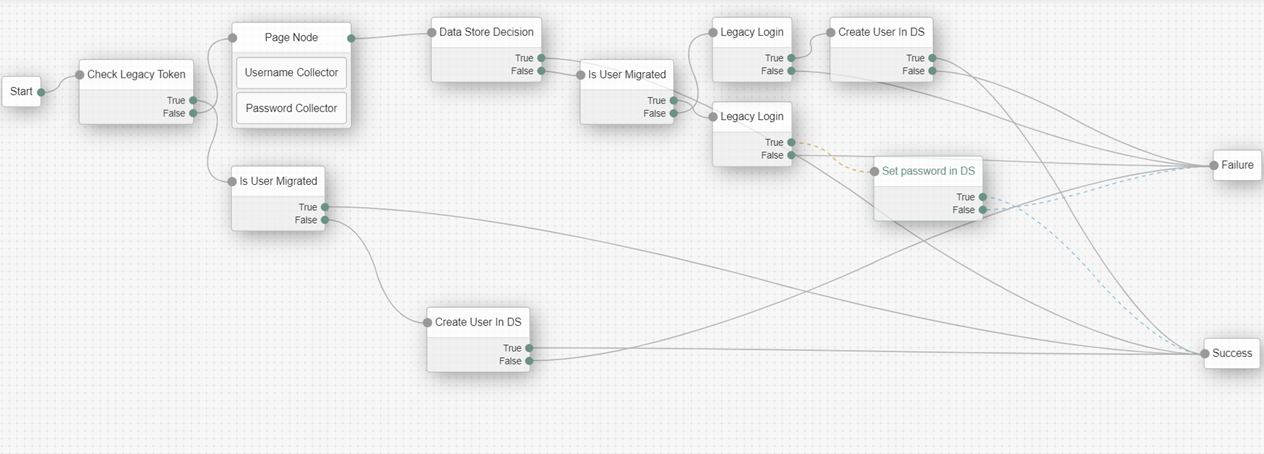 Start
Check Legacy Token
True
False
Page Node
Username Collector
Password Collector
Is User Migrated
True
False
Data Store Decision
True
False
Is User Migrated
True
False
Legacy Login
True
False
Create User In DS
True
False
Legacy Login
True
False
Set password in DS
True
False
Failure
Create User In DS
True
False
Success